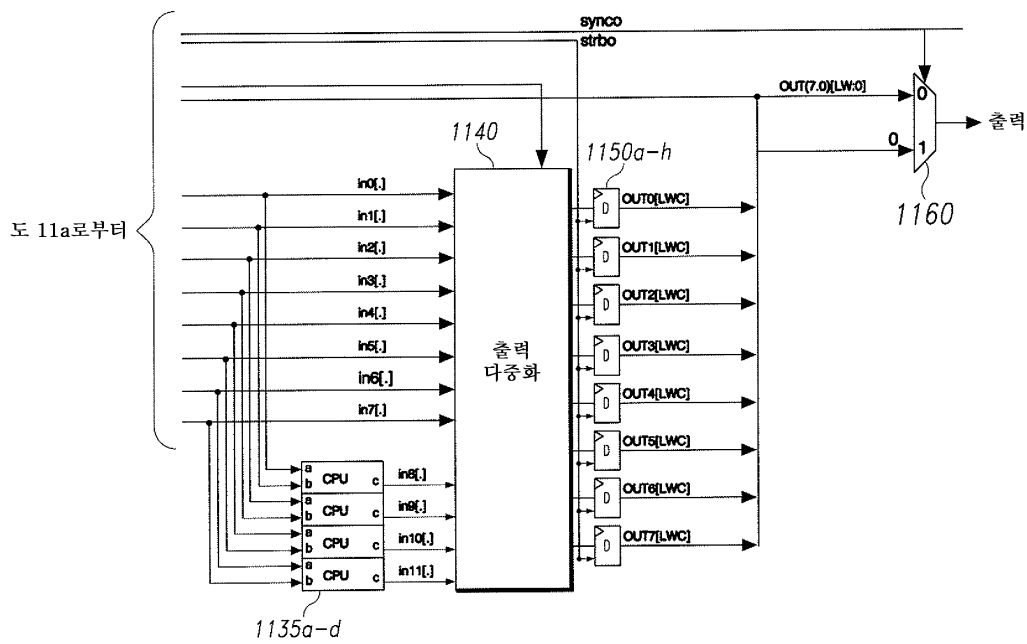 synco
strbo
OUT(7.0)[LW:0]
0
출력
0
1
1160
1140
1150a-h
도 11a로부터
in0[.]
in1[.]
in2[.]
in3[.]
in4[.]
in5[.]
in6[.]
in7[.]
출력
다중화
D
OUT0[LWC]
D
OUT1[LWC]
D
OUT2[LWC]
D
OUT3[LWC]
D
OUT4[LWC]
D
OUT5[LWC]
D
OUT6[LWC]
D
OUT7[LWC]
a
b
CPU
c
in8[.]
a
b
CPU
c
in9[.]
a
b
CPU
c
in10[.]
a
b
CPU
c
in11[.]
1135a-d